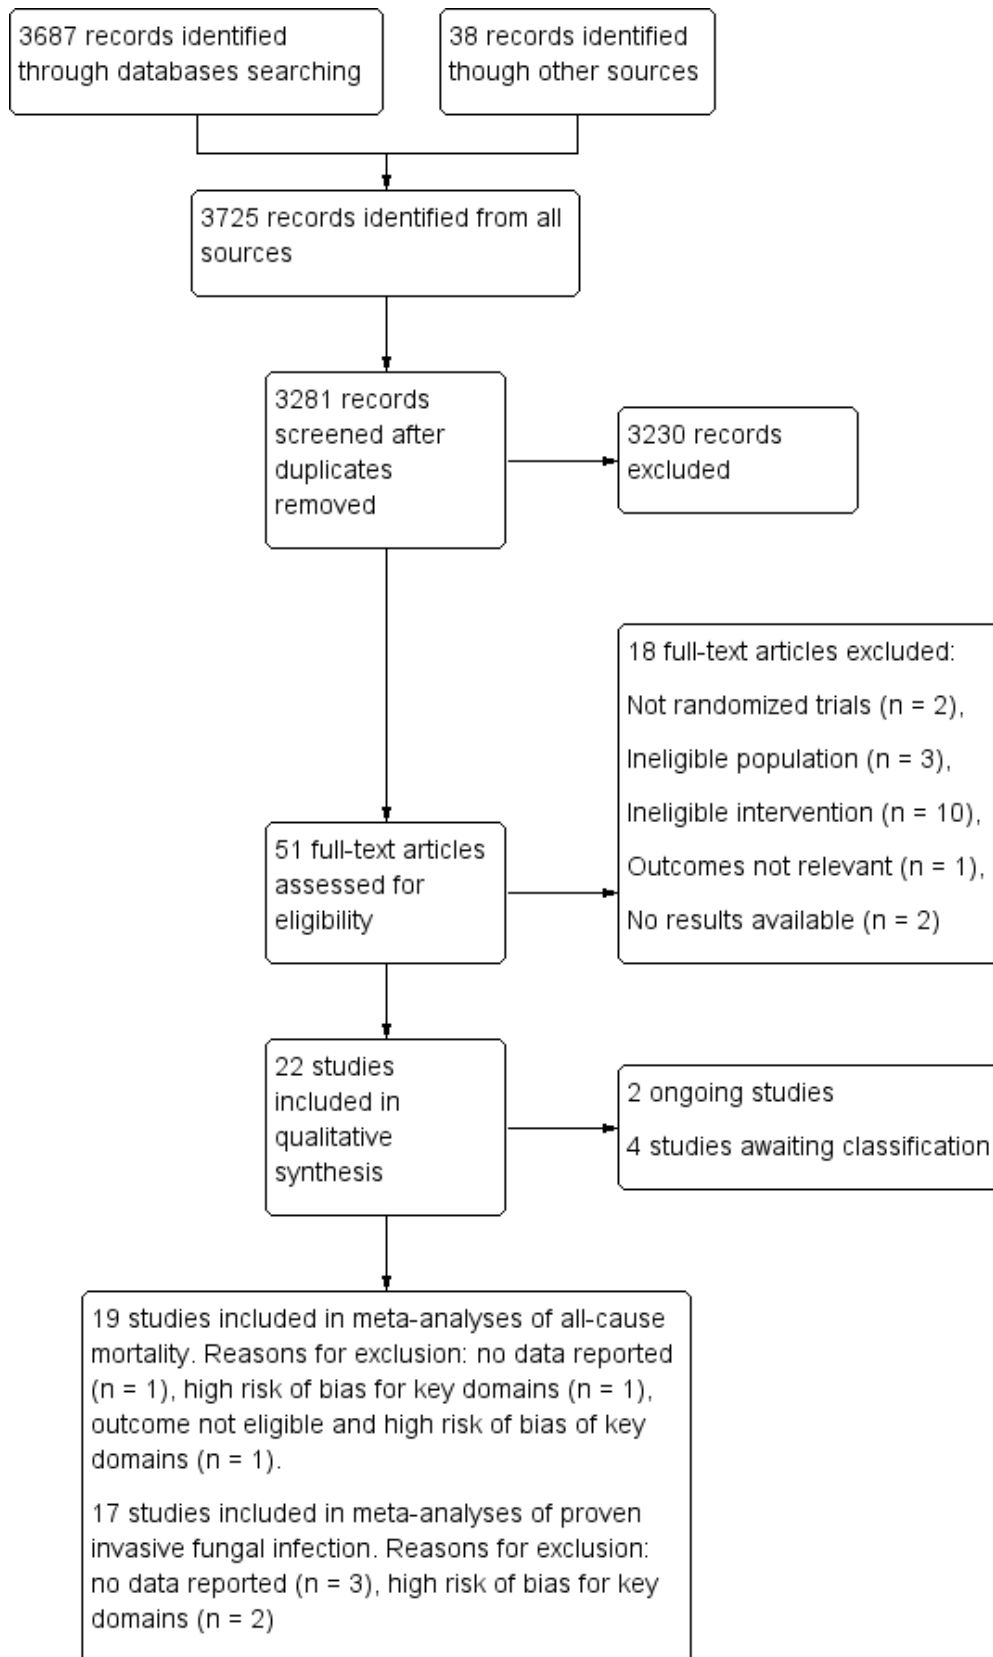 3687 records identified
through databases searching
38 records identified
though other sources
3725 records identified from all
sources
3281 records
screened after
duplicates
removed
3230 records
excluded
18 full-text articles excluded:
Not randomized trials (n = 2),
Ineligible population (n = 3),
Ineligible intervention (n = 10),
Outcomes not relevant (n = 1),
No results available (n = 2)
51 full-text articles
assessed for
eligibility
22 studies
included in
qualitative
synthesis
2 ongoing studies
4 studies awaiting classification
19 studies included in meta-analyses of all-cause
mortality. Reasons for exclusion: no data reported
(n = 1), high risk of bias for key domains (n = 1),
outcome not eligible and high risk of bias of key
domains (n = 1).
17 studies included in meta-analyses of proven
invasive fungal infection. Reasons for exclusion:
no data reported (n = 3), high risk of bias for key
domains (n = 2)